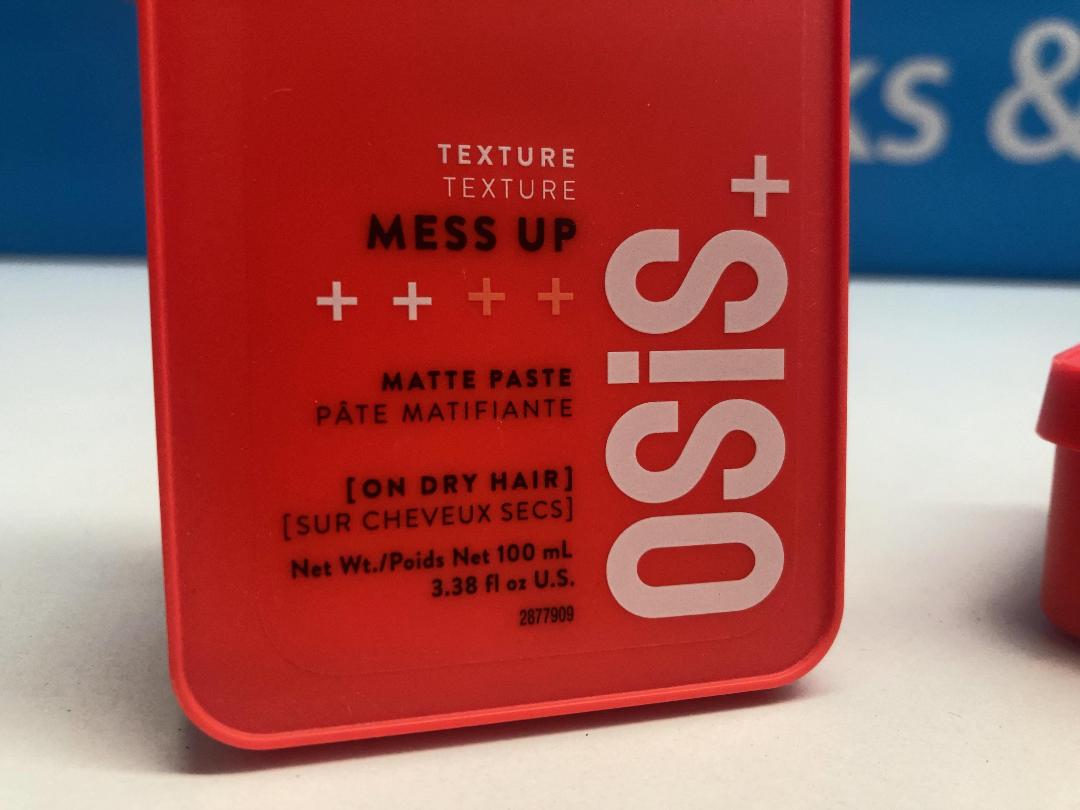 TEXTURE
TEXTURE
MESS UP
+ + + +
MATTE PASTE
PÂTE MATIFIANTE
[ON DRY HAIR]
[SUR CHEVEUX SECS]
Net Wt./Poids Net 100 mL
3.38 fl oz U.S.
2877909
OSiS+
&